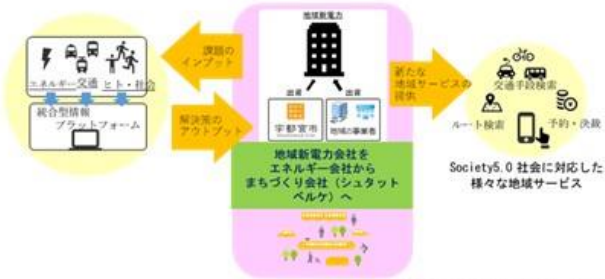 エネルギー 交通 ヒト・社会
統合型情報
プラットフォーム
課題の
インプット
解決策の
アウトプット
地域新電力
出資 出資
宇都宮市
地域の事業者
地域新電力会社を
エネルギー会社から
まちづくり会社（シュタット
ベルケ）へ
新たな
地域サービスの
提供
交通手段検索
ルート検索
予約・決裁
Society5.0 社会に対応した
様々な地域サービス